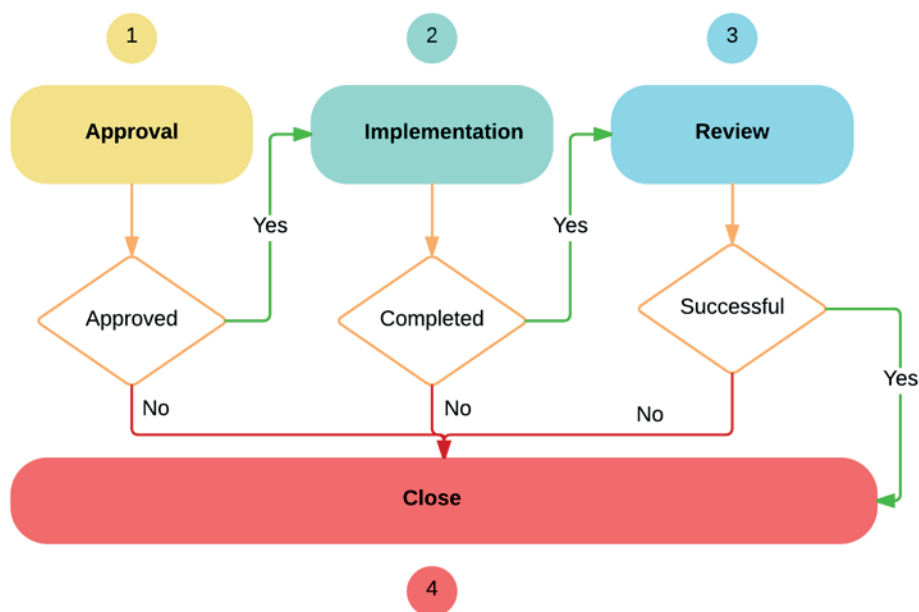 1
2
3
Approval
Implementation
Review
Yes
Yes
Approved
Completed
Successful
Yes
No
No
No
Close
4